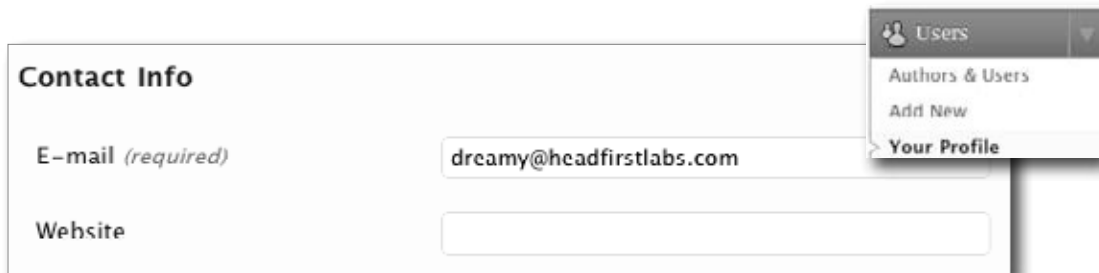 Users
Contact Info
Authors & Users
Add New
E-mail (required)
dreamy@headfirstlabs.com
Your Profile
Website